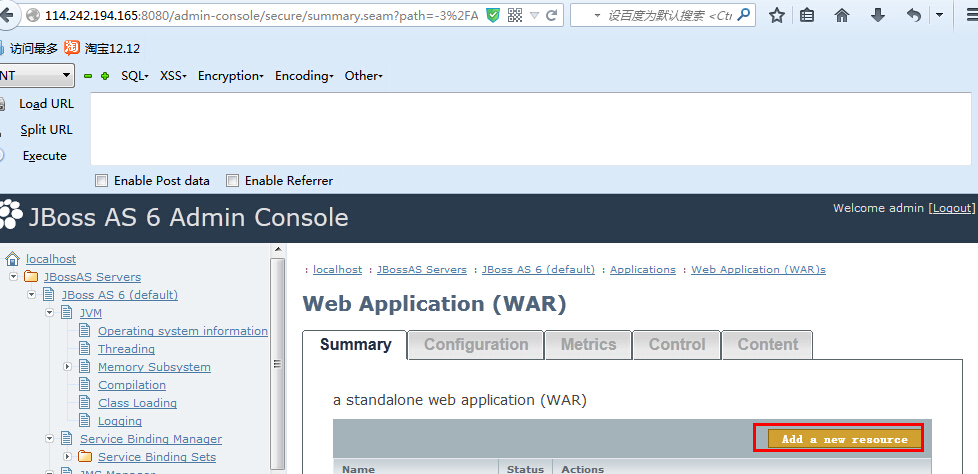 114.242.194.165:8080/admin-console/secure/summary.seam?path=-3%2FA
设百度为默认搜索 <Ct
访问最多 淘 淘宝12.12
NT SQL XSS Encryption Encoding Other
Load URL
Split URL
Execute
Enable Post data Enable Referrer
JBoss AS 6 Admin Console
Welcome admin [Logout]
localhost
JBossAS Servers
JBoss AS 6 (default)
JVM
Operating system information
Threading
Memory Subsystem
Compilation
Class Loading
Logging
Service Binding Manager
Service Binding Sets
JMS Manager
: localhost : JBossAS Servers : JBoss AS 6 (default) : Applications : Web Application (WAR)s
Web Application (WAR)
Summary Configuration Metrics Control Content
a standalone web application (WAR)
Add a new resource
Name Status Actions